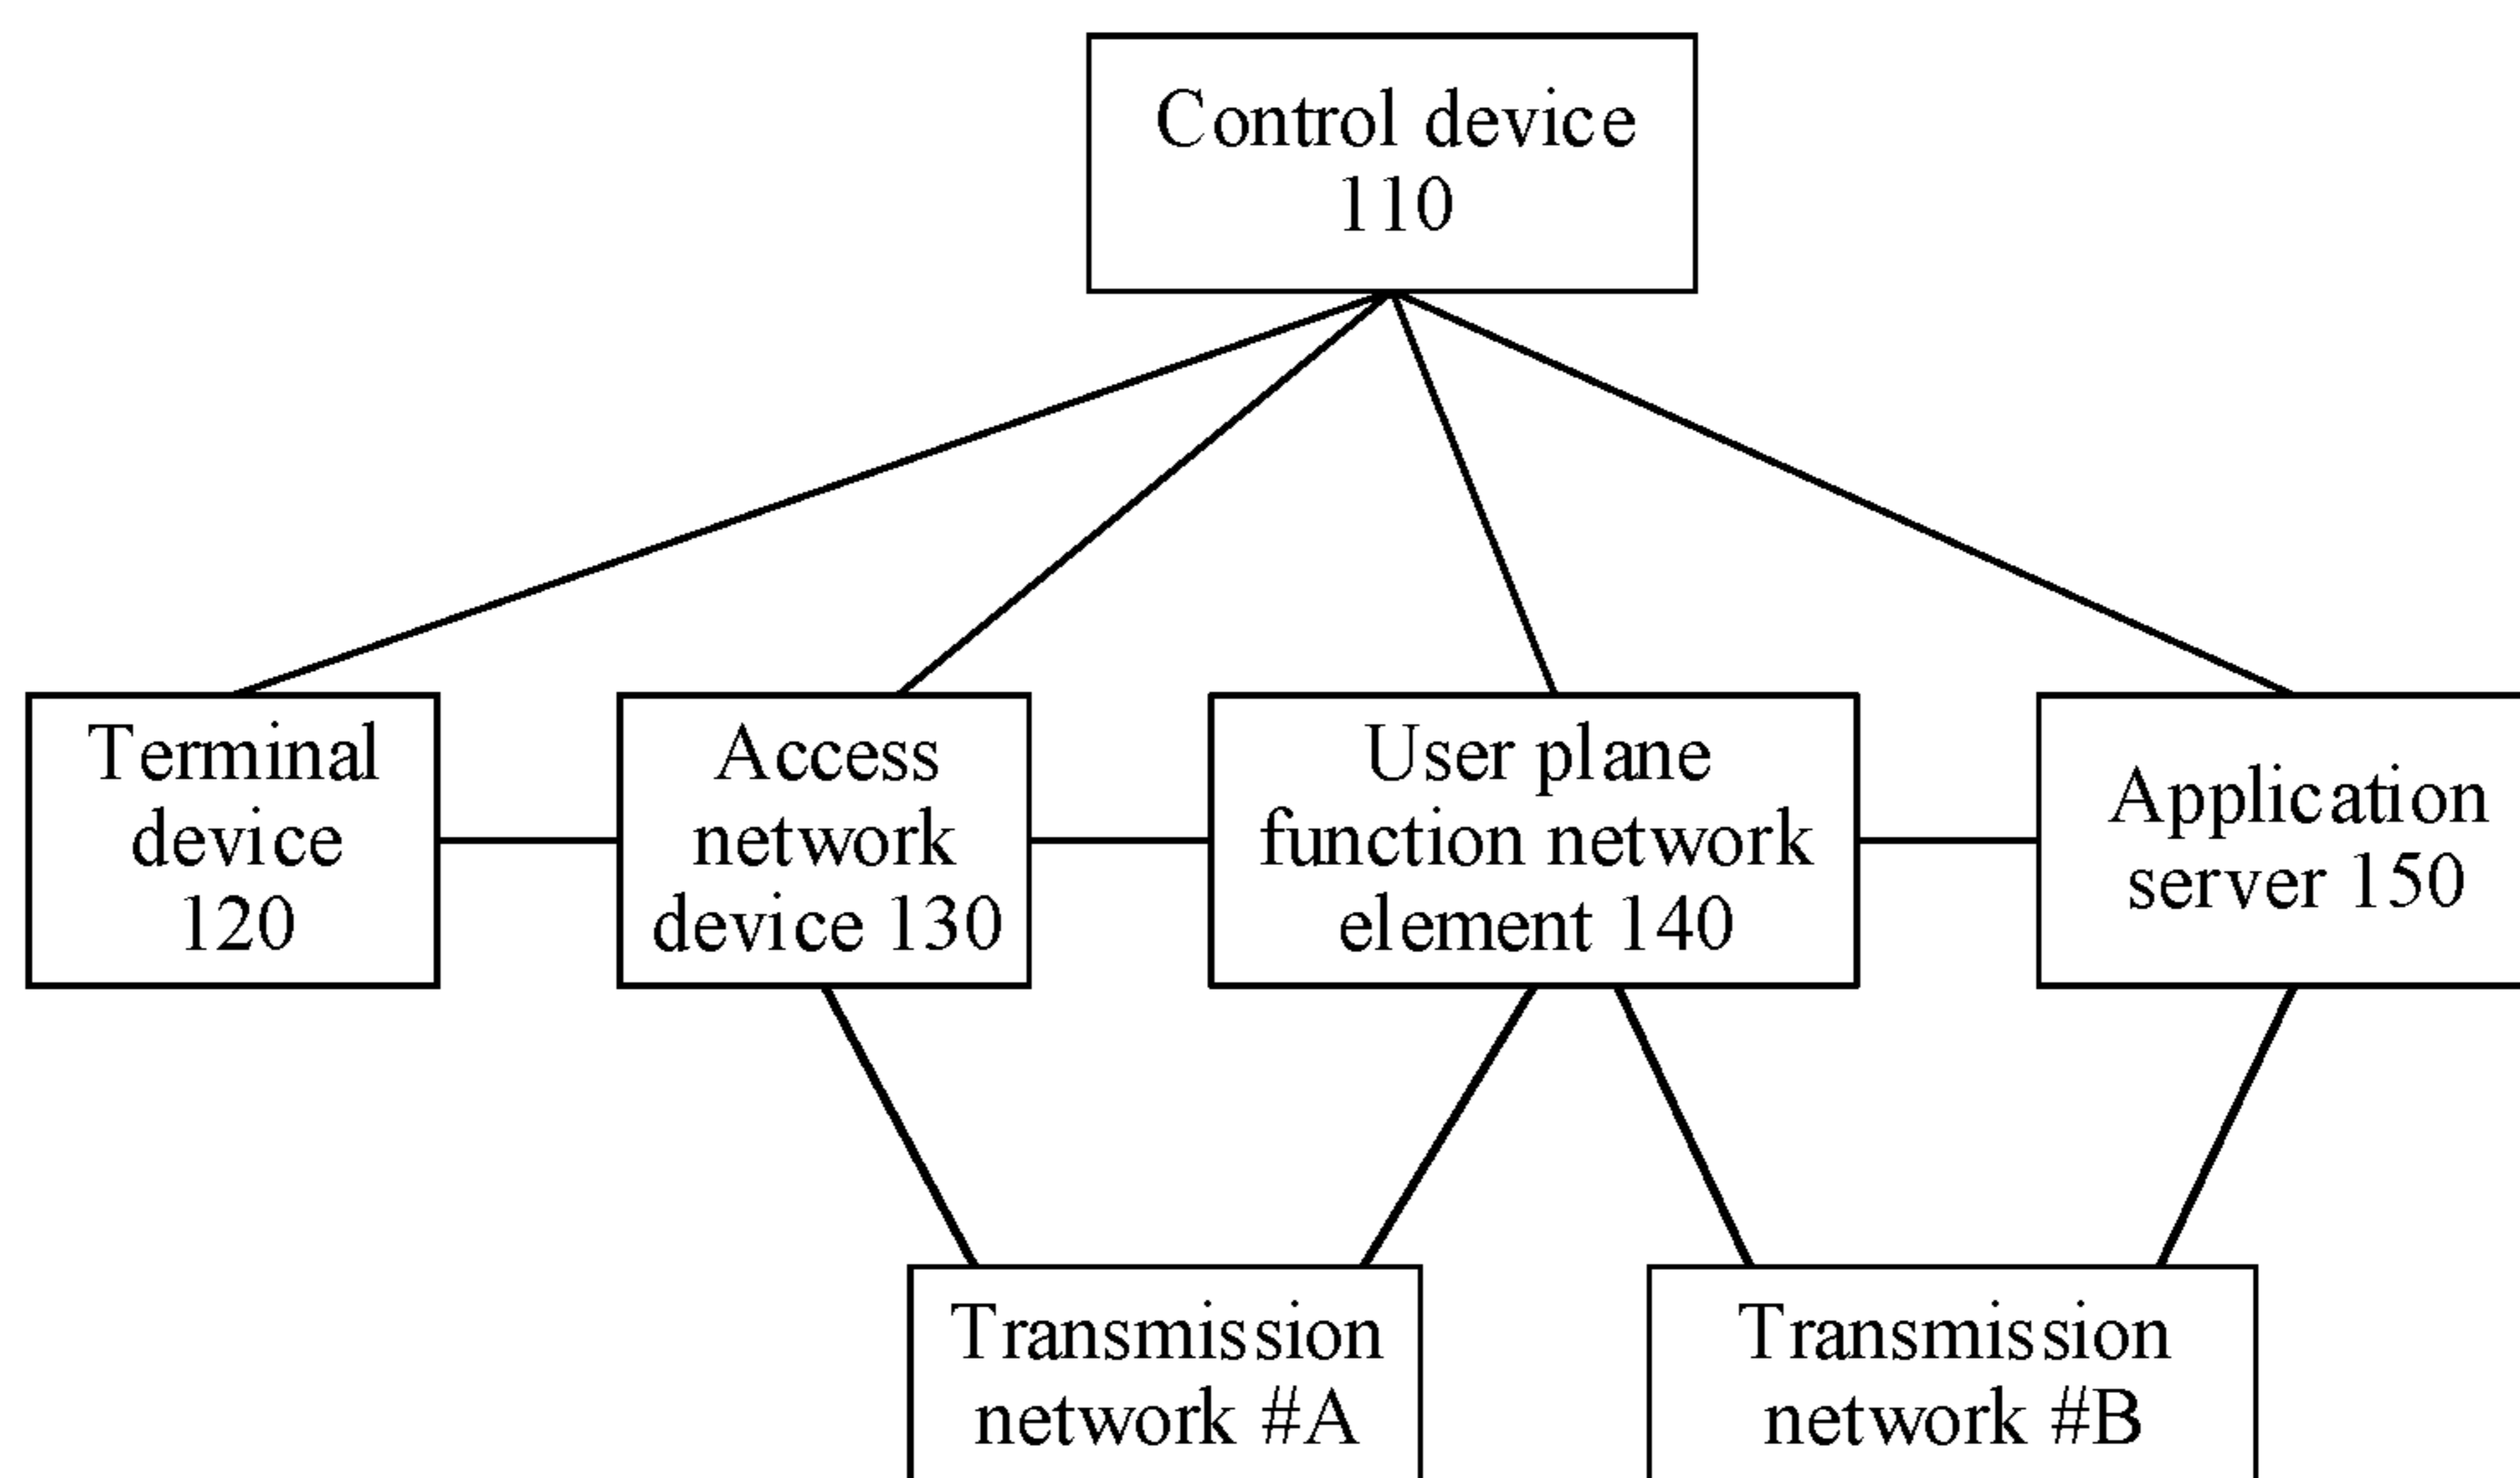 Control device
110
Terminal
device
120
Access
network
device 130
User plane
function network
element 140
Application
server 150
Transmission
network #A
Transmission
network #B